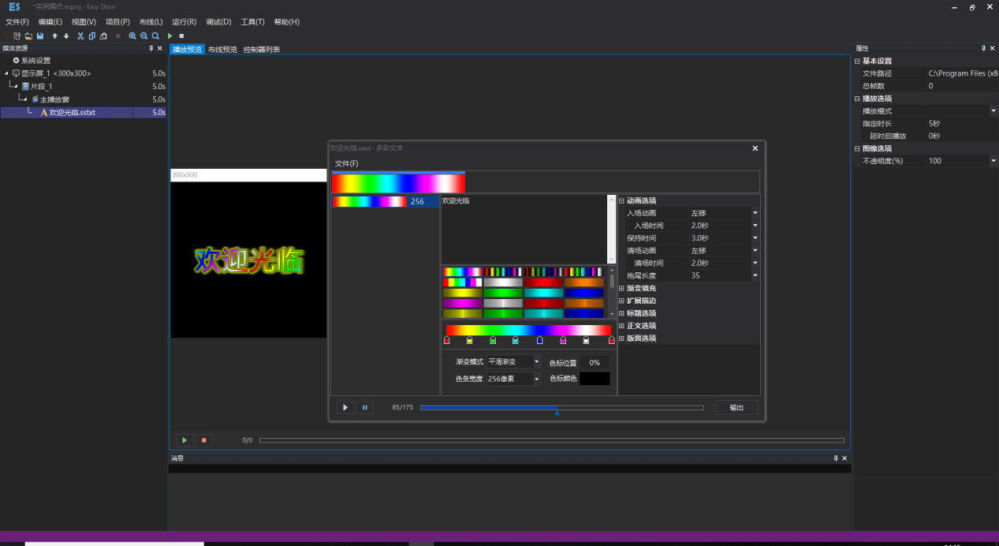 ES *实例操作.esproj - Easy Show
文件(F) 编辑(E) 视图(V) 项目(P) 布线(L) 运行(R) 调试(D) 工具(T) 帮助(H)
媒体资源
系统设置
显示屏_1 <300x300> 5.0s
片段_1 5.0s
主播放窗 5.0s
A 欢迎光临.sstxt 5.0s
播放预览 布线预览 控制器列表
300x300
欢迎光临
欢迎光临.sstxt - 多彩文本
文件(F)
256
欢迎光临
渐变模式 平滑渐变 色标位置 0%
色条宽度 256像素 色标颜色
动画选项
入场动画 左移
入场时间 2.0秒
保持时间 3.0秒
清场动画 左移
清场时间 2.0秒
拖尾长度 35
渐变填充
扩展描边
标题选项
正文选项
版面选项
85/175 输出
0/0
消息
属性
基本设置
文件路径 C:\Program Files (x8
总帧数 0
播放选项
播放模式
指定时长 5秒
延时启播放 0秒
图像选项
不透明度(%) 100